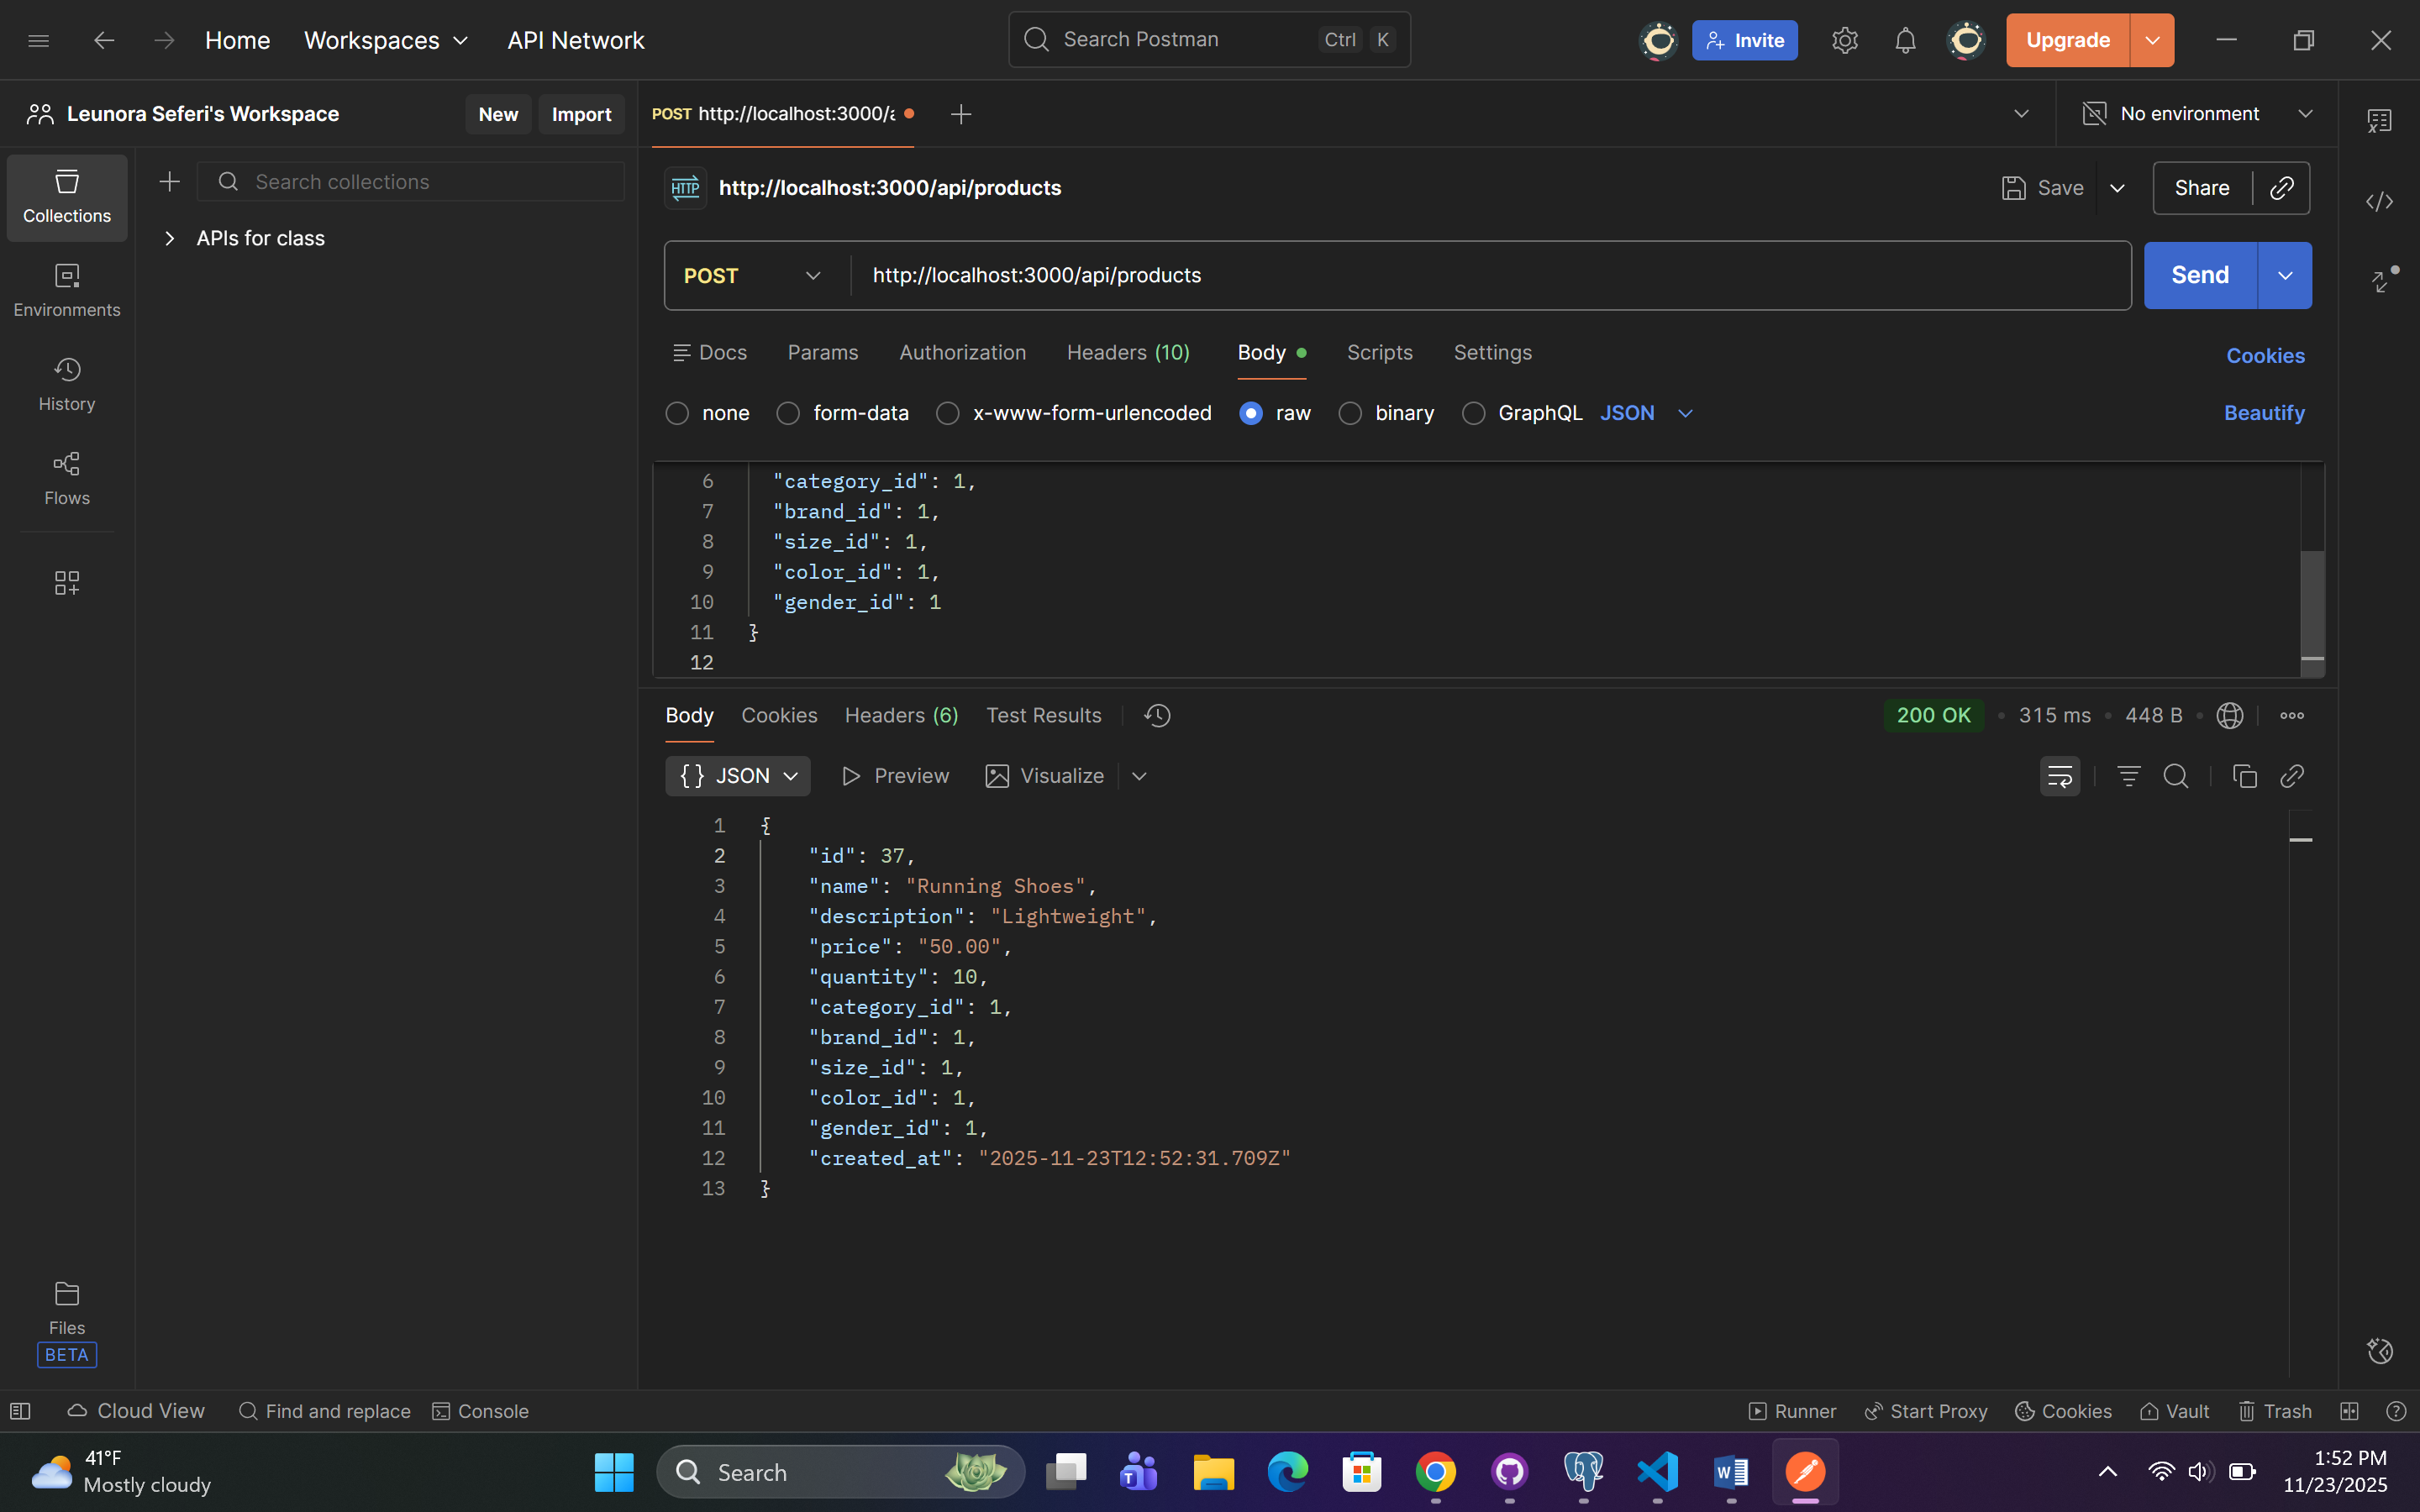 Home Workspaces API Network Search Postman Ctrl K Invite Upgrade
Leunora Seferi's Workspace New Import POST http://localhost:3000/a No environment
Collections
Search collections
APIs for class
Environments
History
Flows
Files
BETA
HTTP http://localhost:3000/api/products Save Share
POST http://localhost:3000/api/products Send
Docs Params Authorization Headers (10) Body Scripts Settings Cookies
none form-data x-www-form-urlencoded raw binary GraphQL JSON Beautify
6 "category_id": 1,
7 "brand_id": 1,
8 "size_id": 1,
9 "color_id": 1,
10 "gender_id": 1
11 }
12
Body Cookies Headers (6) Test Results 200 OK 315 ms 448 B
{} JSON Preview Visualize
1 {
2 "id": 37,
3 "name": "Running Shoes",
4 "description": "Lightweight",
5 "price": "50.00",
6 "quantity": 10,
7 "category_id": 1,
8 "brand_id": 1,
9 "size_id": 1,
10 "color_id": 1,
11 "gender_id": 1,
12 "created_at": "2025-11-23T12:52:31.709Z"
13 }
Cloud View Find and replace Console Runner Start Proxy Cookies Vault Trash
41°F
Mostly cloudy
Search
1:52 PM
11/23/2025